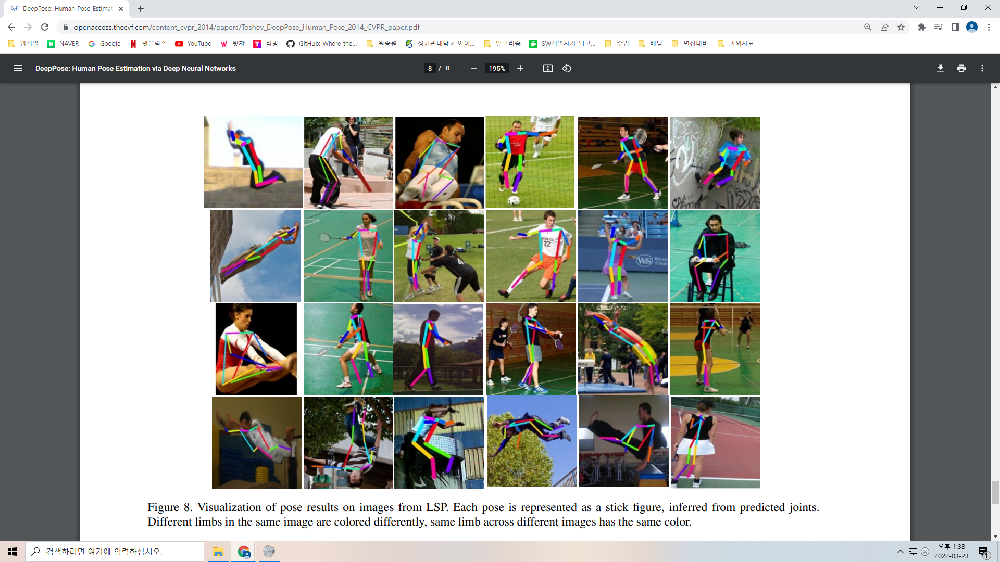 DeepPose: Human Pose Estimat
openaccess.thecvf.com/content_cvpr_2014/papers/Toshev_DeepPose_Human_Pose_2014_CVPR_paper.pdf
웹개발 NAVER Google 넷플릭스 YouTube 왓챠 티빙 GitHub: Where the... 원종원 성균관대학교 아이... 알고리즘 SW개발자가 되고... 수업 배팅 면접대비 과외자료
DeepPose: Human Pose Estimation via Deep Neural Networks 8 / 8 195%
22
W&S Weste
Finan
Figure 8. Visualization of pose results on images from LSP. Each pose is represented as a stick figure, inferred from predicted joints.
Different limbs in the same image are colored differently, same limb across different images has the same color.
검색하려면 여기에 입력하십시오.
오후 1:38
2022-03-23
1